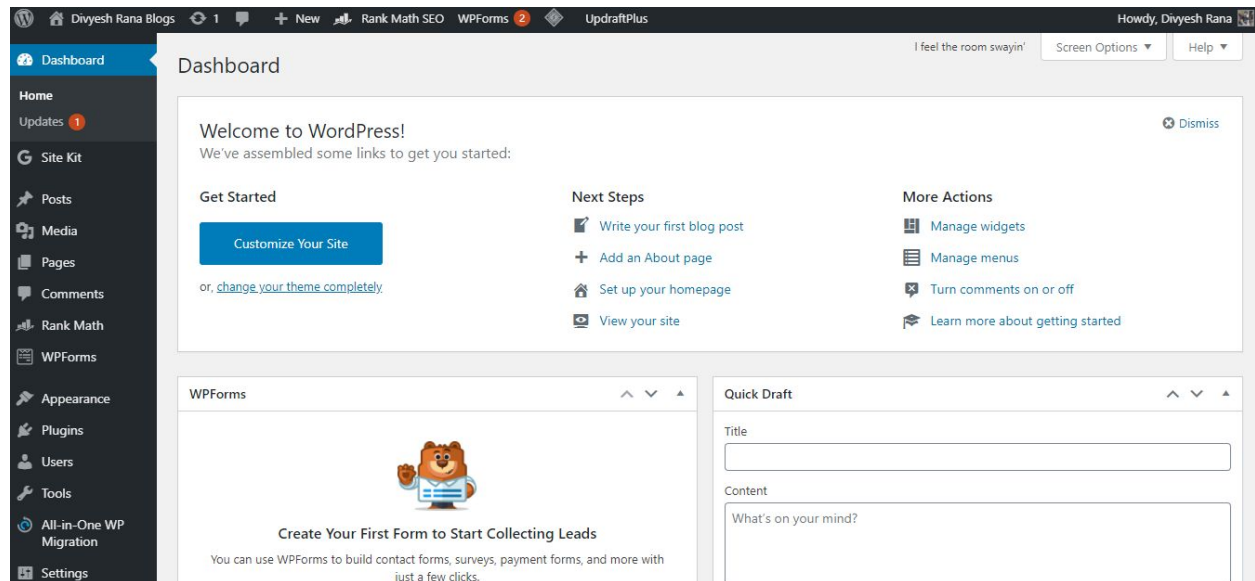 Divyesh Rana Blogs 1 New Rank Math SEO WPForms 2 UpdraftPlus Howdy, Divyesh Rana
I feel the room swayin' Screen Options Help
Dashboard
Home
Updates 1
Site Kit
Posts
Media
Pages
Comments
Rank Math
WPForms
Appearance
Plugins
Users
Tools
All-in-One WP
Migration
Settings
Dashboard
Welcome to WordPress!
Dismiss
We've assembled some links to get you started:
Get Started
Customize Your Site
or, change your theme completely
Next Steps
Write your first blog post
Add an About page
Set up your homepage
View your site
More Actions
Manage widgets
Manage menus
Turn comments on or off
Learn more about getting started
WPForms
Create Your First Form to Start Collecting Leads
You can use WPForms to build contact forms, surveys, payment forms, and more with
just a few clicks.
Quick Draft
Title
Content
What's on your mind?